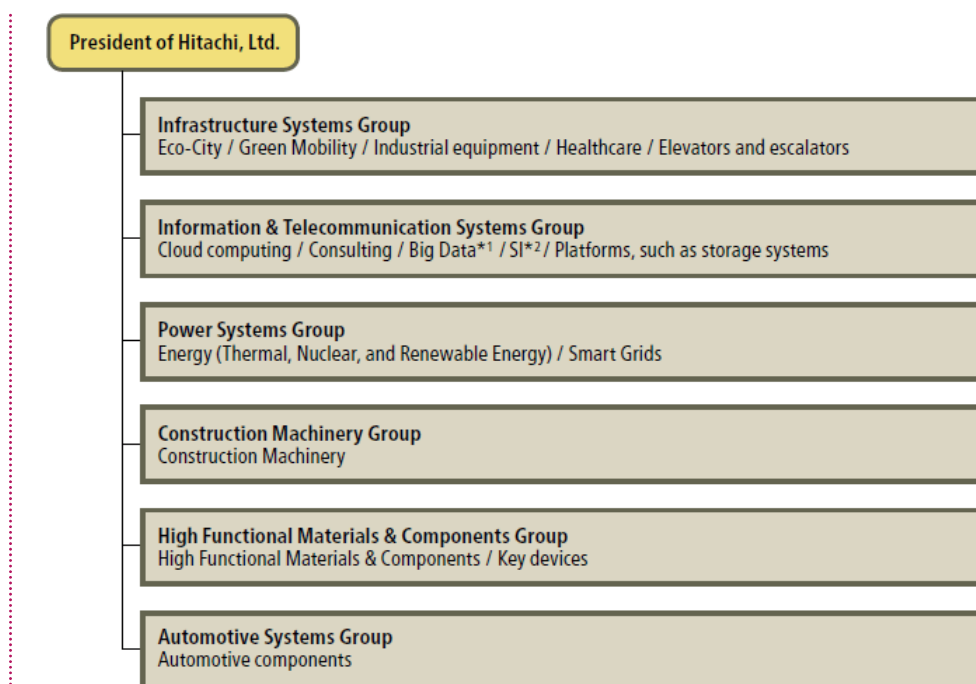 President of Hitachi, Ltd.
Infrastructure Systems Group
Eco-City / Green Mobility / Industrial equipment / Healthcare / Elevators and escalators
Information & Telecommunication Systems Group
Cloud computing / Consulting / Big Data*1 / SI*2 / Platforms, such as storage systems
Power Systems Group
Energy (Thermal, Nuclear, and Renewable Energy) / Smart Grids
Construction Machinery Group
Construction Machinery
High Functional Materials & Components Group
High Functional Materials & Components / Key devices
Automotive Systems Group
Automotive components